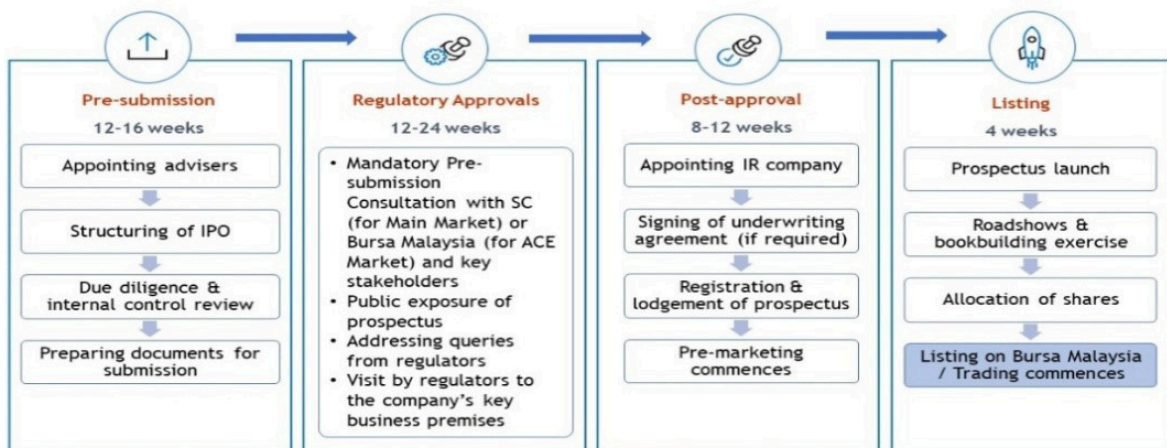 Pre-submission
12-16 weeks
Appointing advisers
Structuring of IPO
Due diligence &
internal control review
Preparing documents for
submission
Regulatory Approvals
12-24 weeks
• Mandatory Pre-
submission
Consultation with SC
(for Main Market) or
Bursa Malaysia (for ACE
Market) and key
stakeholders
• Public exposure of
prospectus
• Addressing queries
from regulators
• Visit by regulators to
the company's key
business premises
Post-approval
8-12 weeks
Appointing IR company
Signing of underwriting
agreement (if required)
Registration &
lodgement of prospectus
Pre-marketing
commences
Listing
4 weeks
Prospectus launch
Roadshows &
bookbuilding exercise
Allocation of shares
Listing on Bursa Malaysia
/ Trading commences